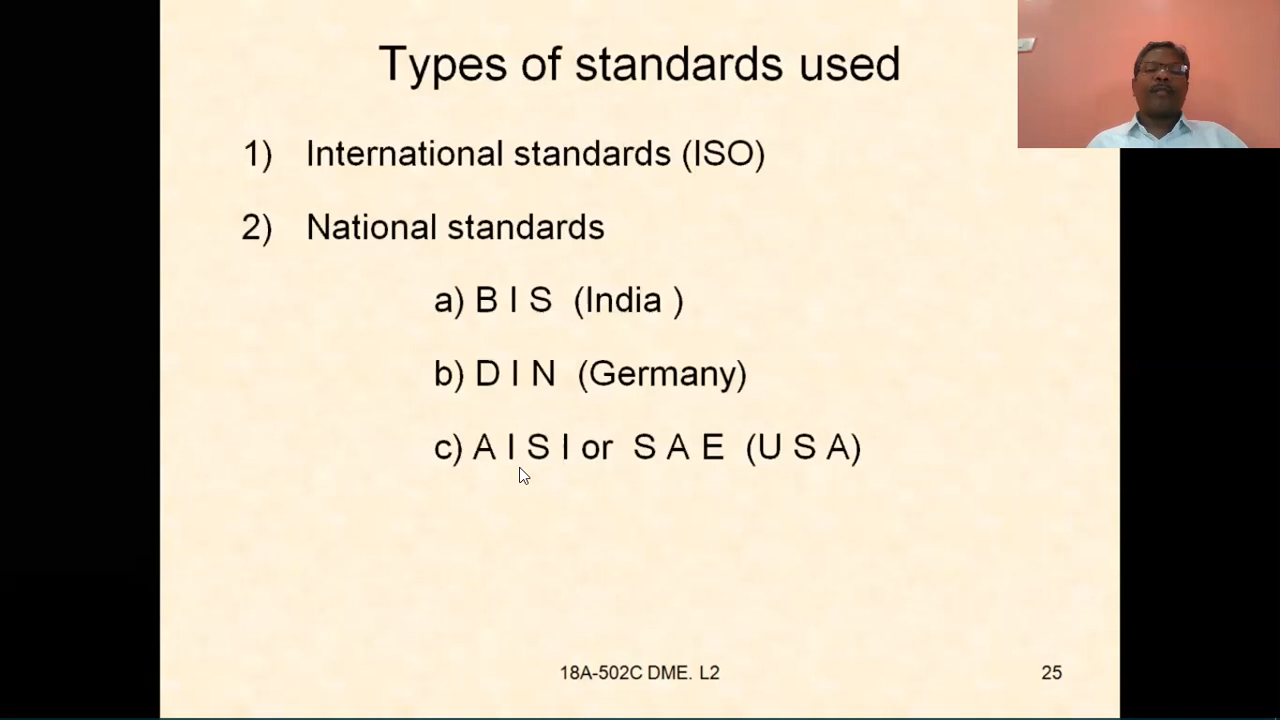 Types of standards used
1) International standards (ISO)
2) National standards
a) B I S (India )
b) D I N (Germany)
c) A I S I or S A E (U S A)
18A-502C DME. L2
25